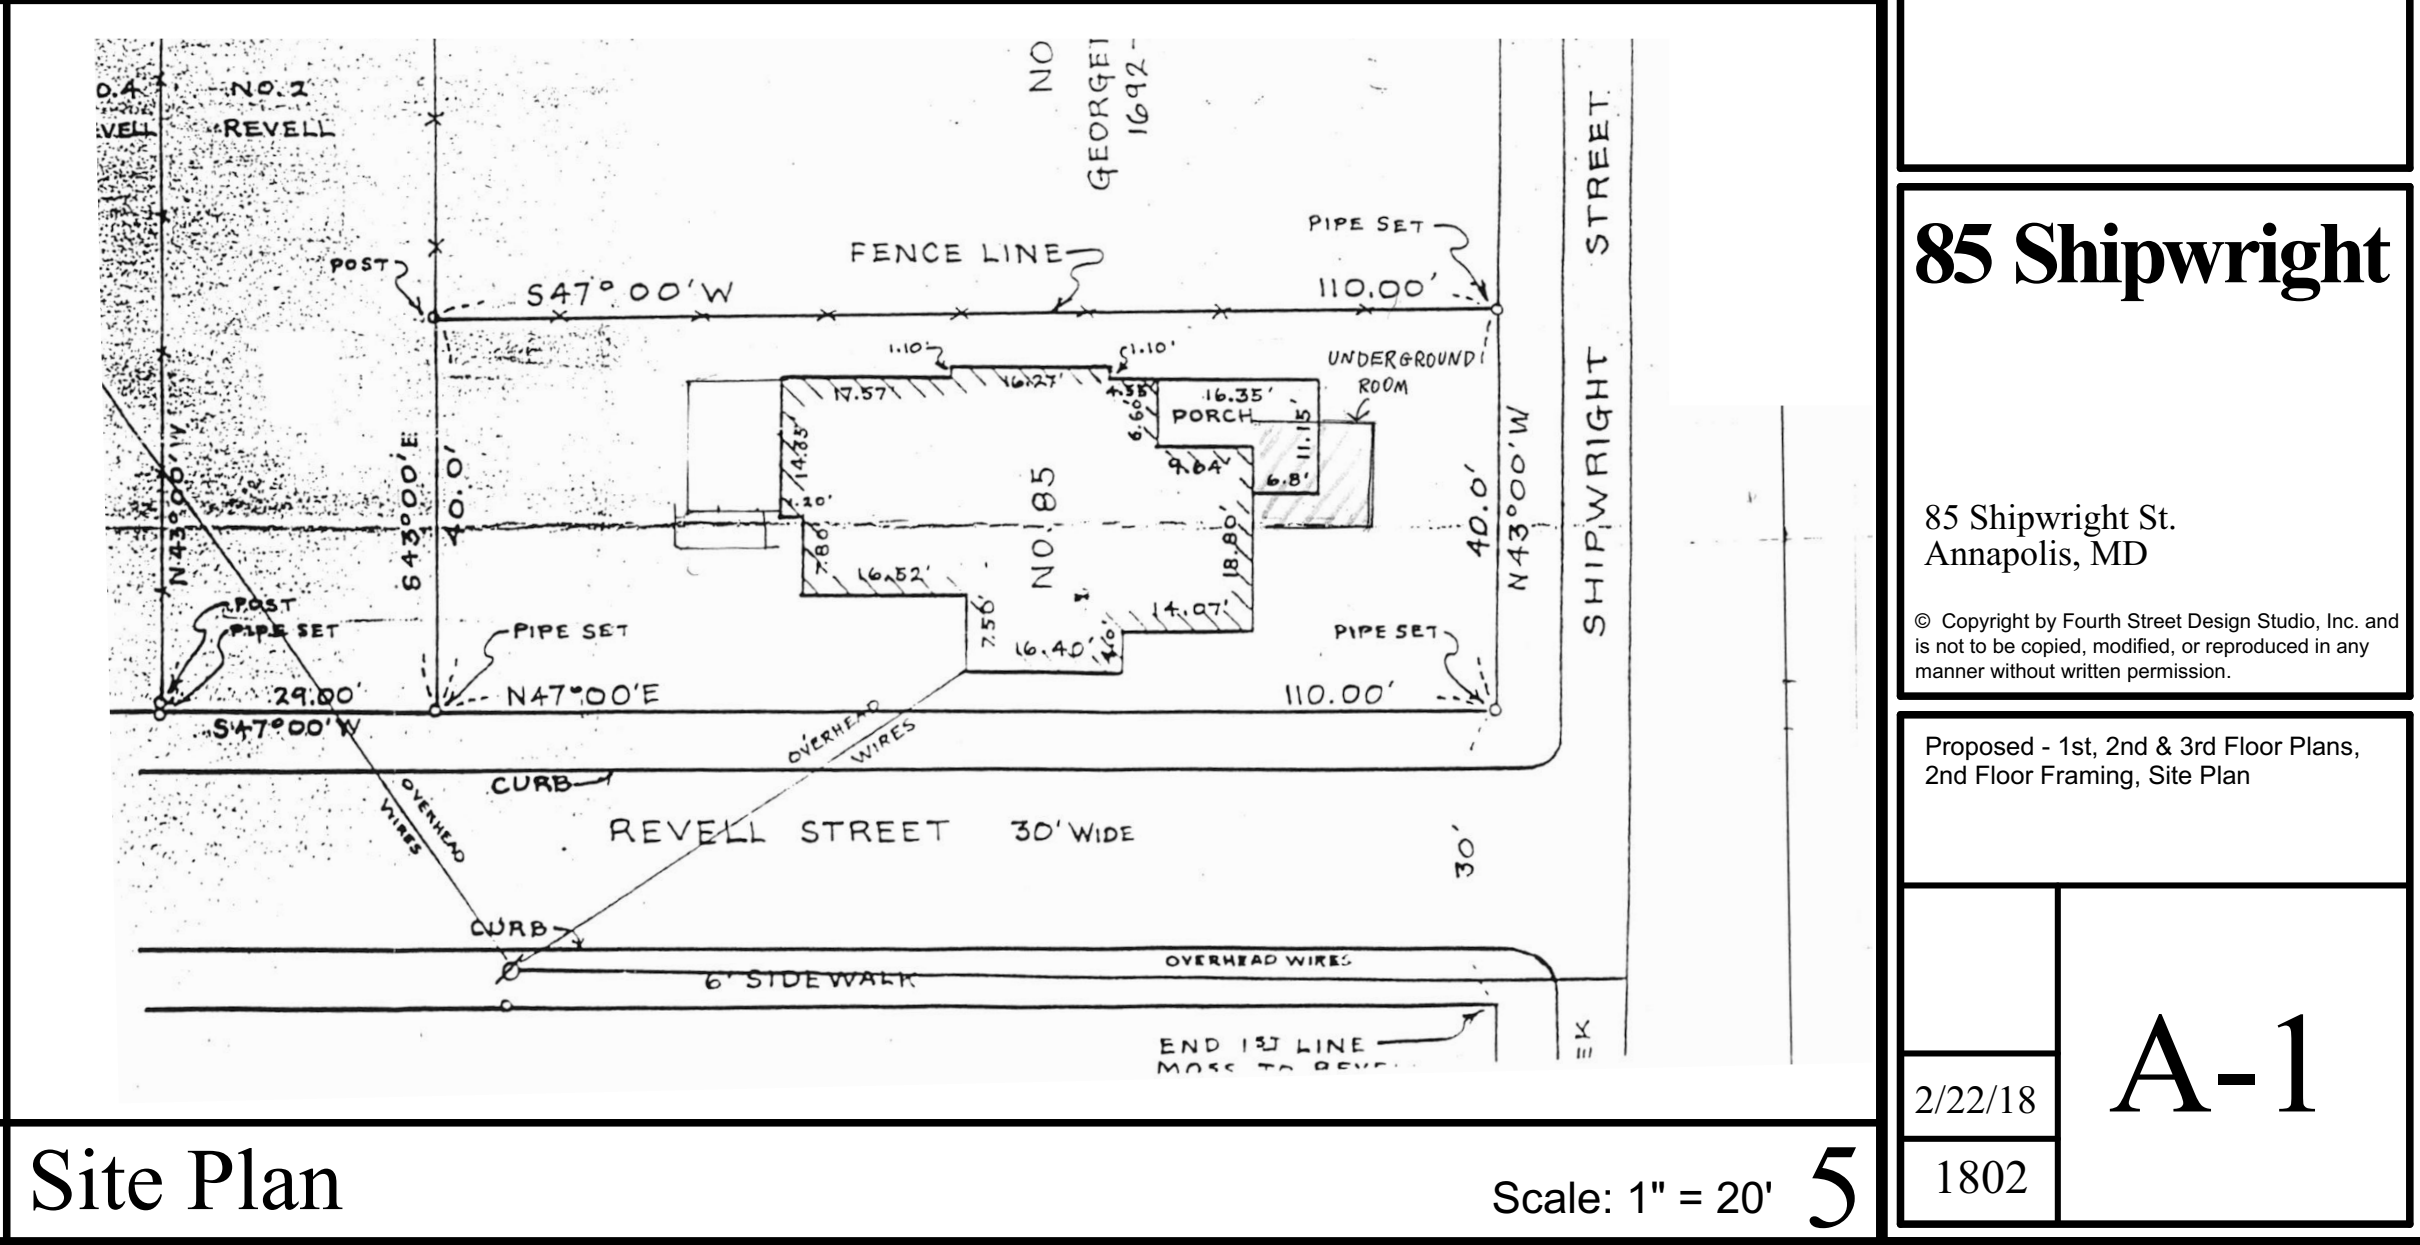 NO. 2
REVELL
NO
1692-
STREET
PIPE SET
FENCE LINE
POST
S47° 00' W
110.00'
1.10'
1.10'
UNDERGROUND
ROOM
17.57'
16.27'
4.55'
16.35'
PORCH
6.60'
11.15'
14.85'
9.64'
6.8'
N43°00'W
S43°00'E
40.0'
NO. 85
18.80'
40.0'
N43°00'W
SHIPWRIGHT
7.80'
16.52'
7.50'
14.07'
16.40'
POST
PIPE SET
PIPE SET
PIPE SET
29.00'
N47°00'E
110.00'
S47°00'W
OVERHEAD
WIRES
CURB
OVERHEAD
WIRES
REVELL STREET 30' WIDE
30'
CURB
OVERHEAD WIRES
6' SIDEWALK
END 1ST LINE
MOSS TO
Site Plan
Scale: 1" = 20'
5
85 Shipwright
85 Shipwright St.
Annapolis, MD
© Copyright by Fourth Street Design Studio, Inc. and
is not to be copied, modified, or reproduced in any
manner without written permission.
Proposed - 1st, 2nd & 3rd Floor Plans,
2nd Floor Framing, Site Plan
2/22/18
1802
A-1